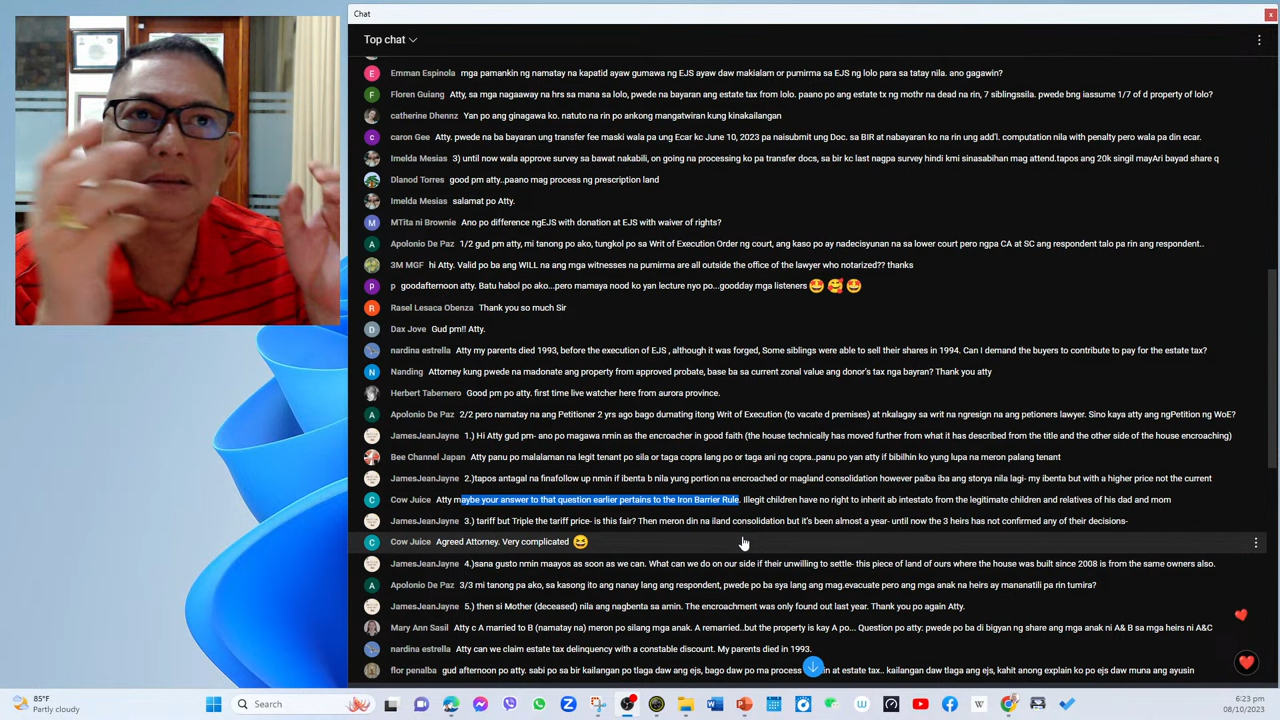 Chat
Top chat
Emman Espinola mga pamankin ng namatay na kapatid ayaw gumawa ng EJS ayaw daw makialam or pumirma sa EJS ng lolo para sa tatay nila. ano gagawin?
Floren Guiang Atty, sa mga nagaaway na hrs sa mana sa lolo, pwede na bayaran ang estate tax from lolo. paano po ang estate tx ng mothr na dead na rin, 7 siblingssila. pwede bng iassume 1/7 of d property of lolo?
catherine Dhennz Yan po ang ginagawa ko. natuto na rin po ankong mangatwiran kung kinakailangan
caron Gee Atty. pwede na ba bayaran ung transfer fee maski wala pa ung Ecar kc June 10, 2023 pa naisubmit ung Doc. sa BIR at nabayaran ko na rin ung add'l. computation nila with penalty pero wala pa din ecar.
Imelda Mesias 3) until now wala approve survey sa bawat nakabili, on going na processing ko pa transfer docs, sa bir kc last nagpa survey hindi kmi sinasabihan mag attend.tapos ang 20k singil mayAri bayad share q
Dlanod Torres good pm atty..paano mag process ng prescription land
Imelda Mesias salamat po Atty.
MTita ni Brownie Ano po difference ngEJS with donation at EJS with waiver of rights?
Apolonio De Paz 1/2 gud pm atty, mi tanong po ako, tungkol po sa Writ of Execution Order ng court, ang kaso po ay nadecisyunan na sa lower court pero ngpa CA at SC ang respondent talo pa rin ang respondent..
3M MGF hi Atty. Valid po ba ang WILL na ang mga witnesses na pumirma are all outside the office of the lawyer who notarized?? thanks
p goodafternoon atty. Batu habol po ako...pero mamaya nood ko yan lecture nyo po...goodday mga listeners 🤩🥰🤩
Rasel Lesaca Obenza Thank you so much Sir
Dax Jove Gud pm!! Atty.
nardina estrella Atty my parents died 1993, before the execution of EJS , although it was forged, Some siblings were able to sell their shares in 1994. Can I demand the buyers to contribute to pay for the estate tax?
Nanding Attorney kung pwede na madonate ang property from approved probate, base ba sa current zonal value ang donor's tax nga bayran? Thank you atty
Herbert Tabernero Good pm po atty. first time live watcher here from aurora province.
Apolonio De Paz 2/2 pero namatay na ang Petitioner 2 yrs ago bago dumating itong Writ of Execution (to vacate d premises) at nkalagay sa writ na ngresign na ang petioners lawyer. Sino kaya atty ang ngPetition ng WoE?
JamesJeanJayne 1.) Hi Atty gud pm- ano po magawa nmin as the encroacher in good faith (the house technically has moved further from what it has described from the title and the other side of the house encroaching)
Bee Channel Japan Atty panu po malalaman na legit tenant po sila or taga copra lang po or taga ani ng copra..panu po yan atty if bibilhin ko yung lupa na meron palang tenant
JamesJeanJayne 2.)tapos antagal na finafollow up nmin if ibenta b nila yung portion na encroached or magland consolidation however paiba iba ang storya nila lagi- my ibenta but with a higher price not the current
Cow Juice Atty maybe your answer to that question earlier pertains to the Iron Barrier Rule. Illegit children have no right to inherit ab intestato from the legitimate children and relatives of his dad and mom
JamesJeanJayne 3.) tariff but Triple the tariff price- is this fair? Then meron din na iland consolidation but it's been almost a year- until now the 3 heirs has not confirmed any of their decisions-
Cow Juice Agreed Attorney. Very complicated 😆
JamesJeanJayne 4.)sana gusto nmin maayos as soon as we can. What can we do on our side if their unwilling to settle- this piece of land of ours where the house was built since 2008 is from the same owners also.
Apolonio De Paz 3/3 mi tanong pa ako, sa kasong ito ang nanay lang ang respondent, pwede po ba sya lang ang mag.evacuate pero ang mga anak na heirs ay mananatili pa rin tumira?
JamesJeanJayne 5.) then si Mother (deceased) nila ang nagbenta sa amin. The encroachment was only found out last year. Thank you po again Atty.
Mary Ann Sasil Atty c A married to B (namatay na) meron po silang mga anak. A remarried..but the property is kay A po... Question po atty: pwede po ba di bigyan ng share ang mga anak ni A& B sa mga heirs ni A&C
nardina estrella Atty can we claim estate tax delinquency with a constable discount. My parents died in 1993.
flor penalba gud afternoon po atty. sabi po sa bir kailangan po tlaga daw ang ejs, bago daw po ma process in at estate tax.. kailangan daw tlaga ang ejs, kahit anong explain ko po ejs daw muna ang ayusin
85°F
Partly cloudy
Search
6:23 pm
08/10/2023